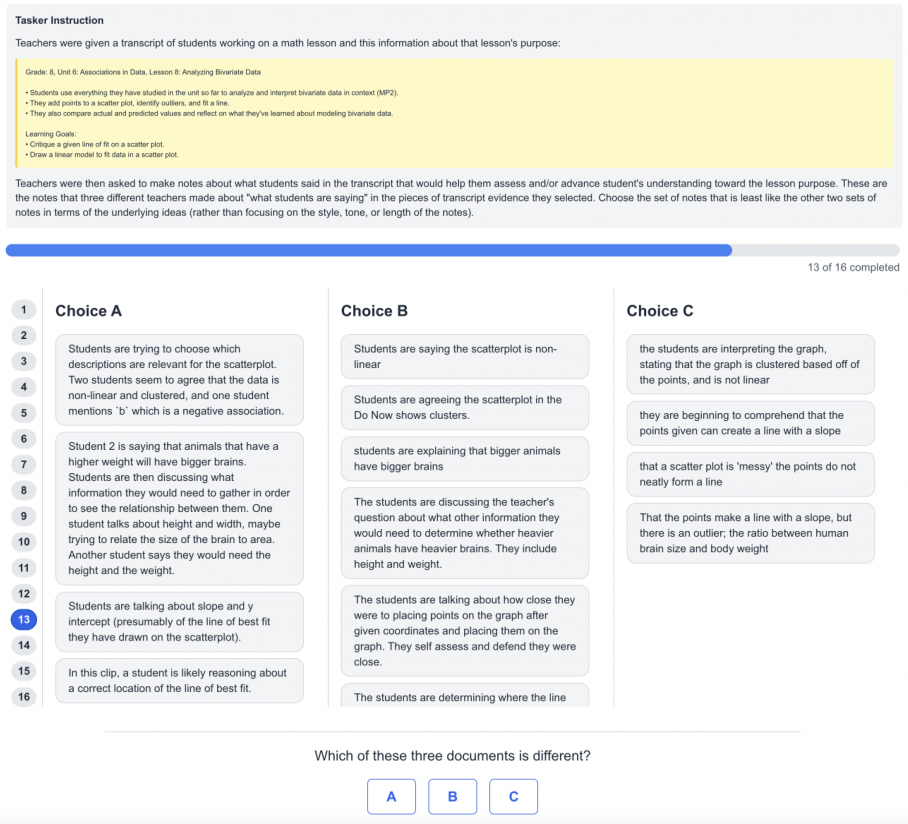 Tasker Instruction
Teachers were given a transcript of students working on a math lesson and this information about that lesson's purpose:
Grade: 8, Unit 6: Associations in Data, Lesson 8: Analyzing Bivariate Data
• Students use everything they have studied in the unit so far to analyze and interpret bivariate data in context (MP2).
• They add points to a scatter plot, identify outliers, and fit a line.
• They also compare actual and predicted values and reflect on what they've learned about modeling bivariate data.
Learning Goals:
• Critique a given line of fit on a scatter plot.
• Draw a linear model to fit data in a scatter plot.
Teachers were then asked to make notes about what students said in the transcript that would help them assess and/or advance student's understanding toward the lesson purpose. These are
the notes that three different teachers made about "what students are saying" in the pieces of transcript evidence they selected. Choose the set of notes that is least like the other two sets of
notes in terms of the underlying ideas (rather than focusing on the style, tone, or length of the notes).
13 of 16 completed
1
2
3
4
5
6
7
8
9
10
11
12
13
14
15
16
Choice A
Students are trying to choose which
descriptions are relevant for the scatterplot.
Two students seem to agree that the data is
non-linear and clustered, and one student
mentions `b` which is a negative association.
Student 2 is saying that animals that have a
higher weight will have bigger brains.
Students are then discussing what
information they would need to gather in order
to see the relationship between them. One
student talks about height and width, maybe
trying to relate the size of the brain to area.
Another student says they would need the
height and the weight.
Students are talking about slope and y
intercept (presumably of the line of best fit
they have drawn on the scatterplot).
In this clip, a student is likely reasoning about
a correct location of the line of best fit.
Choice B
Students are saying the scatterplot is non-
linear
Students are agreeing the scatterplot in the
Do Now shows clusters.
students are explaining that bigger animals
have bigger brains
The students are discussing the teacher's
question about what other information they
would need to determine whether heavier
animals have heavier brains. They include
height and weight.
The students are talking about how close they
were to placing points on the graph after
given coordinates and placing them on the
graph. They self assess and defend they were
close.
The students are determining where the line
Choice C
the students are interpreting the graph,
stating that the graph is clustered based off of
the points, and is not linear
they are beginning to comprehend that the
points given can create a line with a slope
that a scatter plot is 'messy' the points do not
neatly form a line
That the points make a line with a slope, but
there is an outlier; the ratio between human
brain size and body weight
Which of these three documents is different?
A
B
C